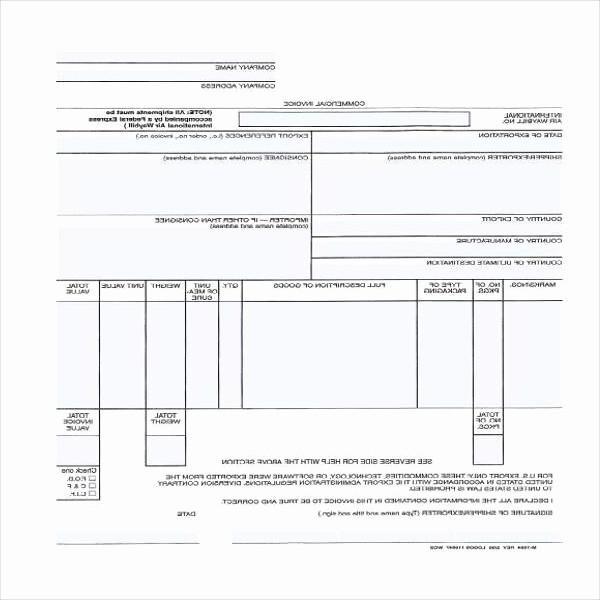 COMPANY NAME
COMPANY ADDRESS
COMMERCIAL INVOICE
INTERNATIONAL
AIR WAYBILL NO.
(NOTE: All shipments must be
accompanied by a Federal Express
International Air Waybill )
DATE OF EXPORTATION
EXPORT REFERENCES (i.e., order no., invoice no.)
SHIPPER/EXPORTER (complete name and address)
CONSIGNEE (complete name and address)
COUNTRY OF EXPORT
IMPORTER — IF OTHER THAN CONSIGNEE
(complete name and address)
COUNTRY OF MANUFACTURE
COUNTRY OF ULTIMATE DESTINATION
MARKS/NOS.
NO. OF
PKGS.
TYPE OF
PACKAGING
FULL DESCRIPTION OF GOODS
QTY.
UNIT
OF MEA-
SURE
WEIGHT
UNIT VALUE
TOTAL
VALUE
TOTAL
NO. OF
PKGS.
TOTAL
WEIGHT
TOTAL
INVOICE
VALUE
SEE REVERSE SIDE FOR HELP WITH THE ABOVE SECTION
Check one
F.O.B.
C & F
C.I.F.
FOR U.S. EXPORT ONLY: THESE COMMODITIES, TECHNOLOGY, OR SOFTWARE WERE EXPORTED FROM THE
UNITED STATES IN ACCORDANCE WITH THE EXPORT ADMINISTRATION REGULATIONS. DIVERSION CONTRARY
TO UNITED STATES LAW IS PROHIBITED.
I DECLARE ALL THE INFORMATION CONTAINED IN THIS INVOICE TO BE TRUE AND CORRECT.
SIGNATURE OF SHIPPER/EXPORTER (Type name and title and sign.)
DATE